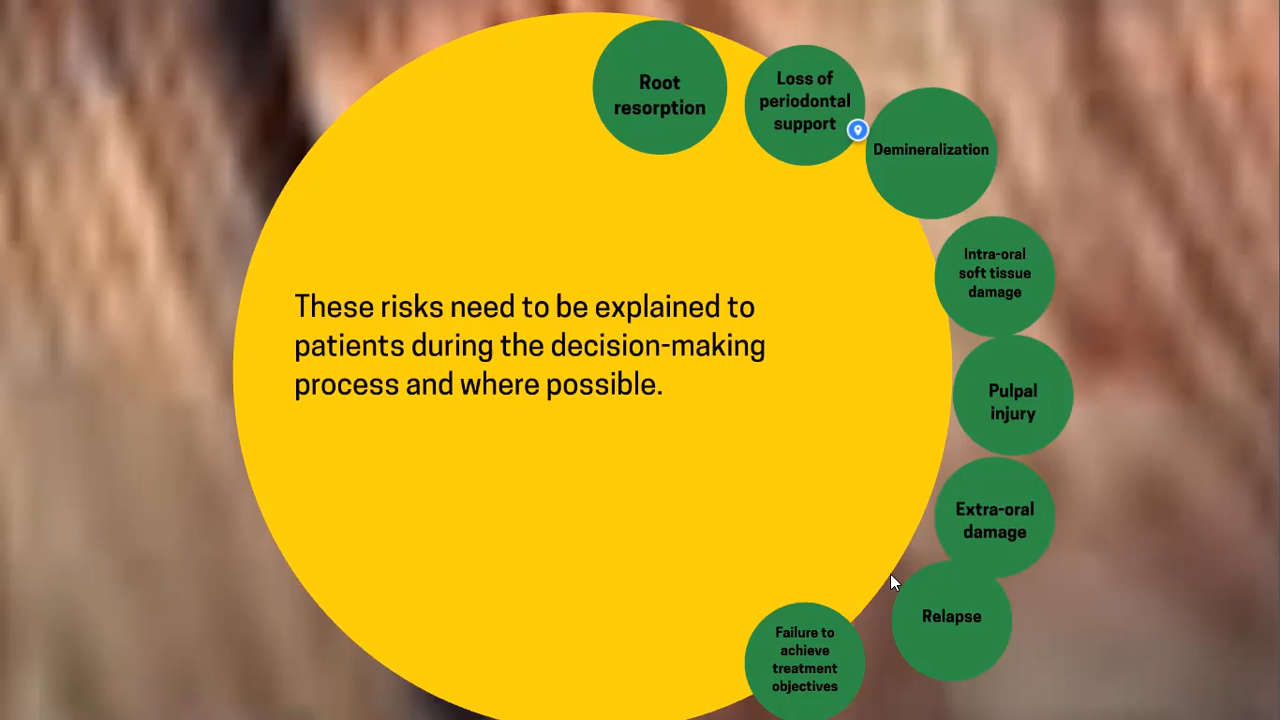 Root
resorption
Loss of
periodontal
support
Demineralization
Intra-oral
soft tissue
damage
These risks need to be explained to
patients during the decision-making
process and where possible.
Pulpal
injury
Extra-oral
damage
Relapse
Failure to
achieve
treatment
objectives